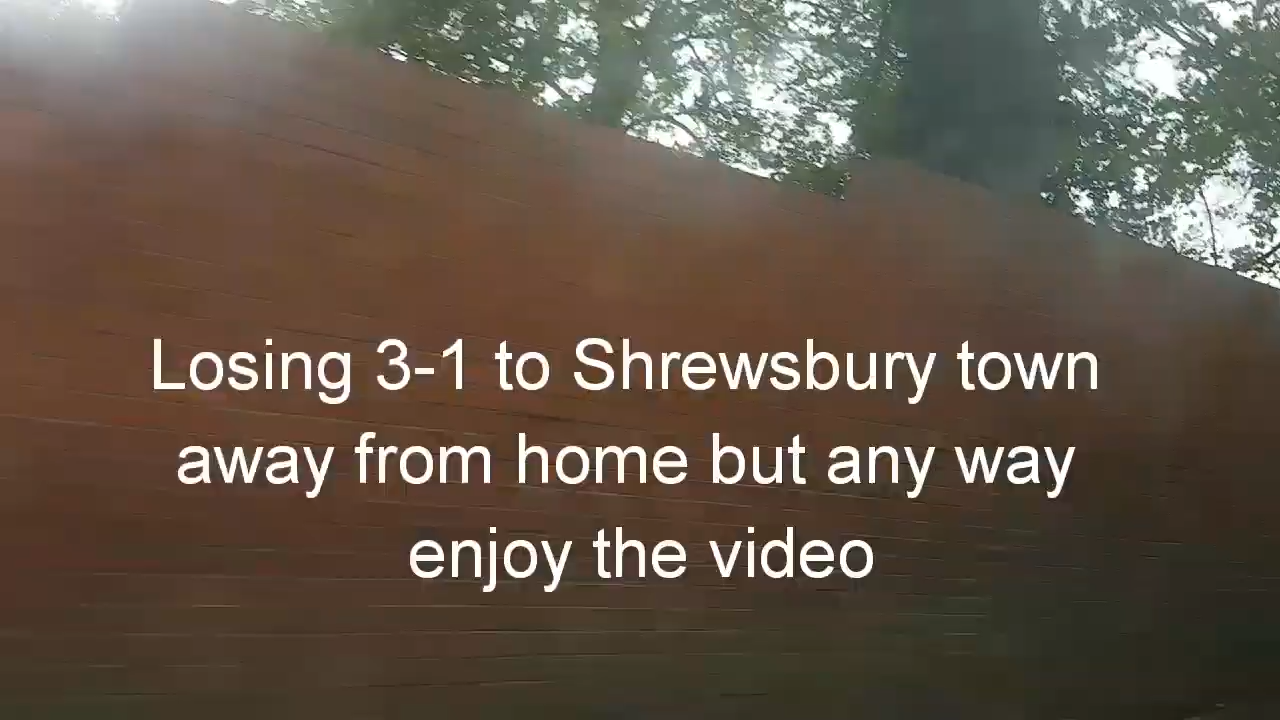 Losing 3-1 to Shrewsbury town
away from home but any way
enjoy the video